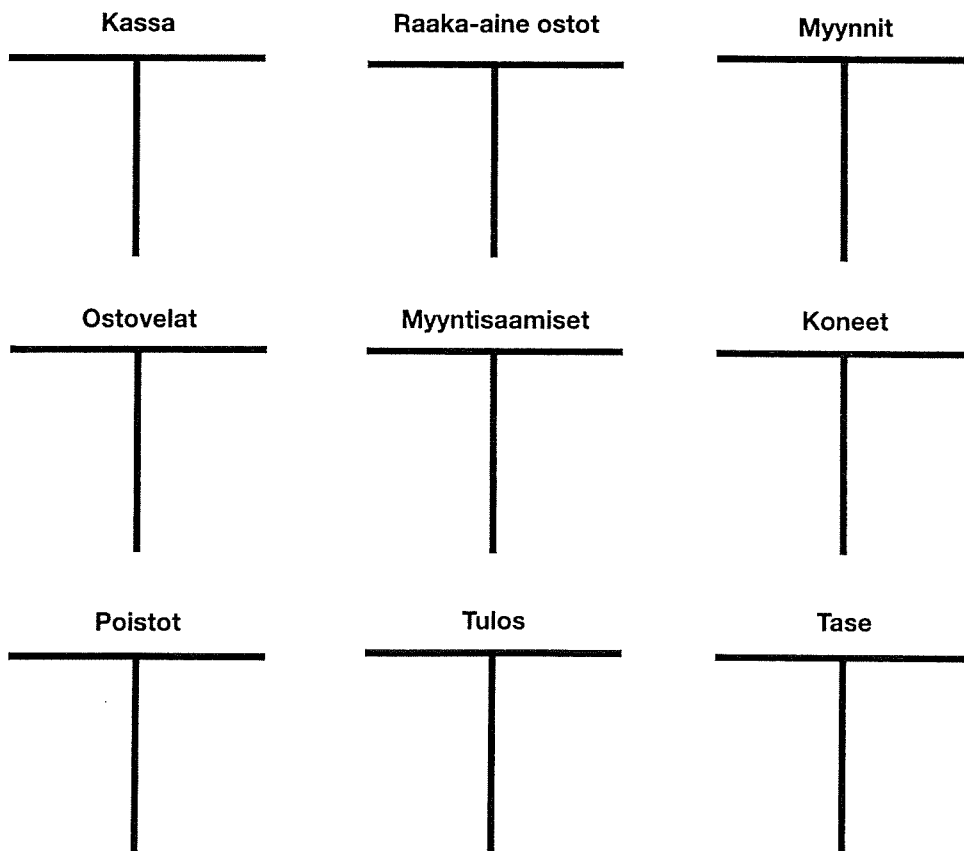 Kassa
Raaka-aine ostot
Myynnit
Ostovelat
Myyntisaamiset
Koneet
Poistot
Tulos
Tase